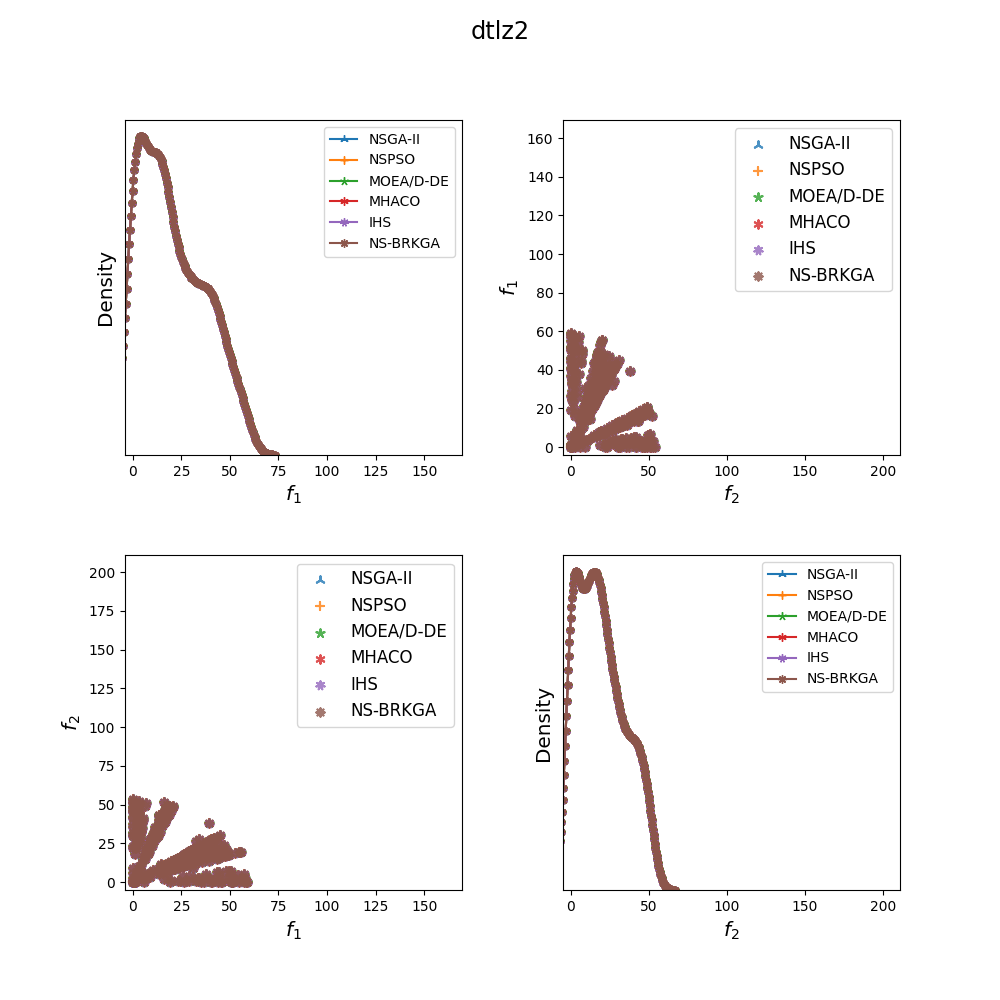 dtlz2
NSGA-II
NSPSO
MOEA/D-DE
MHACO
IHS
NS-BRKGA
Density
0 25 50 75 100 125 150
f1
NSGA-II
NSPSO
MOEA/D-DE
MHACO
IHS
NS-BRKGA
160
140
120
100
80
60
40
20
0
f1
0 50 100 150 200
f2
NSGA-II
NSPSO
MOEA/D-DE
MHACO
IHS
NS-BRKGA
200
175
150
125
100
75
50
25
0
f2
0 25 50 75 100 125 150
f1
NSGA-II
NSPSO
MOEA/D-DE
MHACO
IHS
NS-BRKGA
Density
0 50 100 150 200
f2